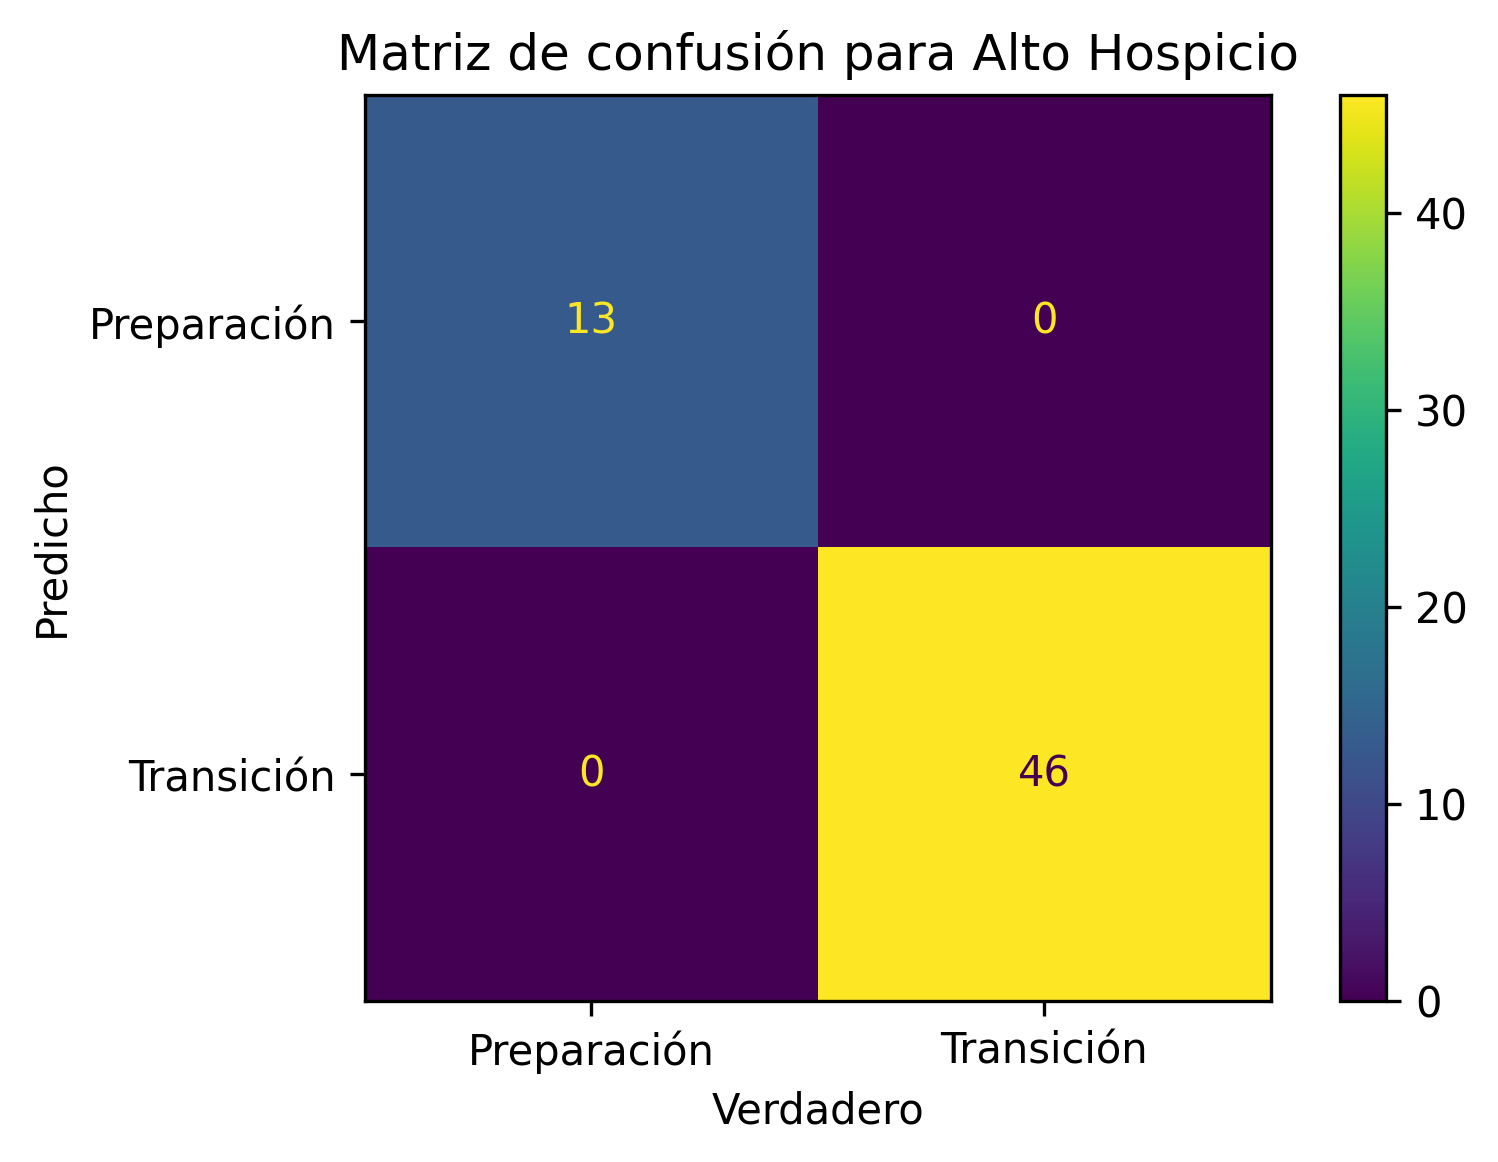 Matriz de confusión para Alto Hospicio
Predicho
Preparación
Transición
13
0
0
46
Preparación
Transición
Verdadero
40
30
20
10
0